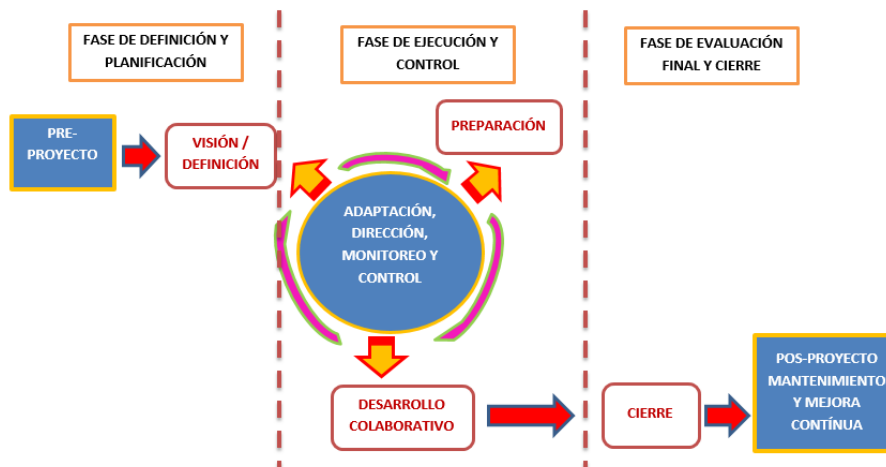 FASE DE DEFINICIÓN Y
PLANIFICACIÓN
FASE DE EJECUCIÓN Y
CONTROL
FASE DE EVALUACIÓN
FINAL Y CIERRE
PRE-
PROYECTO
VISIÓN /
DEFINICIÓN
PREPARACIÓN
ADAPTACIÓN,
DIRECCIÓN,
MONITOREO Y
CONTROL
DESARROLLO
COLABORATIVO
CIERRE
POS-PROYECTO
MANTENIMIENTO
Y MEJORA
CONTÍNUA